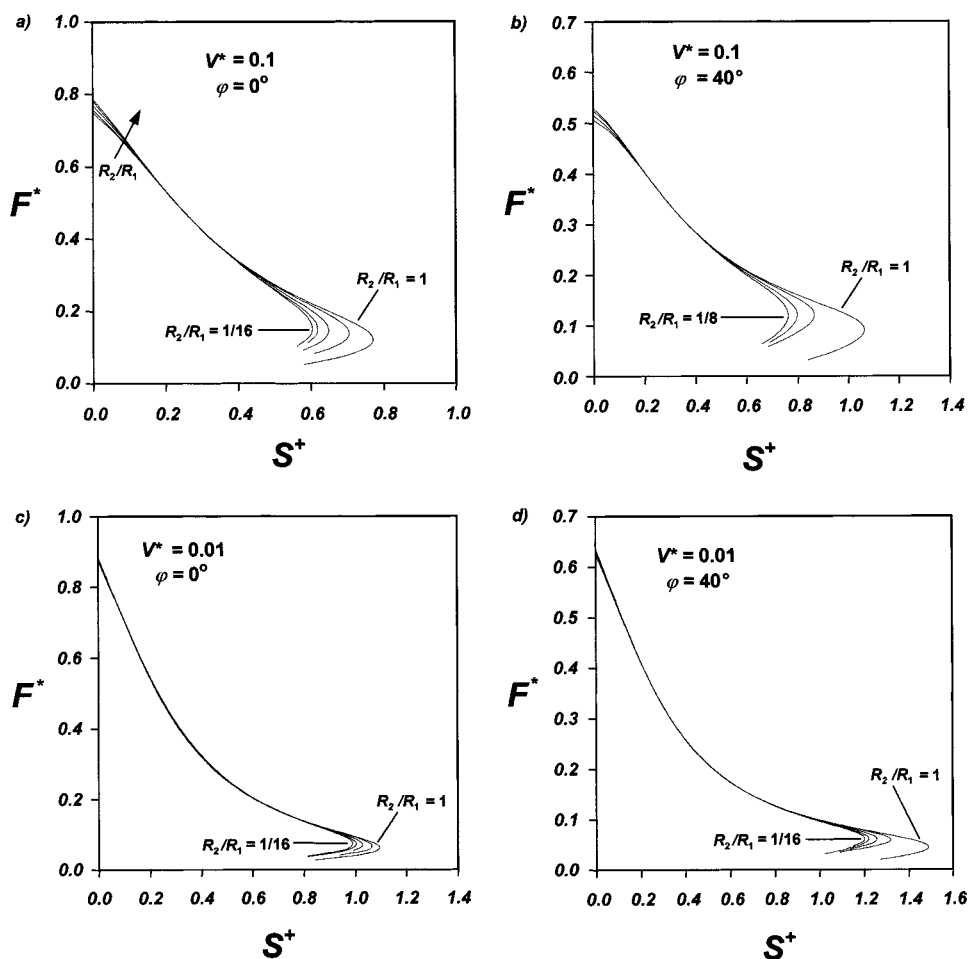 a)
1.0
0.8
0.6
0.4
0.2
0.0
F*
V* = 0.1
φ = 0°
R2/R1
R2/R1 = 1
R2/R1 = 1/16
0.0 0.2 0.4 0.6 0.8 1.0
S+
b)
0.7
0.6
0.5
0.4
0.3
0.2
0.1
0.0
F*
V* = 0.1
φ = 40°
R2/R1 = 1
R2/R1 = 1/8
0.0 0.2 0.4 0.6 0.8 1.0 1.2 1.4
S+
c)
1.0
0.8
0.6
0.4
0.2
0.0
F*
V* = 0.01
φ = 0°
R2/R1 = 1
R2/R1 = 1/16
0.0 0.2 0.4 0.6 0.8 1.0 1.2 1.4
S+
d)
0.7
0.6
0.5
0.4
0.3
0.2
0.1
0.0
F*
V* = 0.01
φ = 40°
R2/R1 = 1
R2/R1 = 1/16
0.0 0.2 0.4 0.6 0.8 1.0 1.2 1.4 1.6
S+